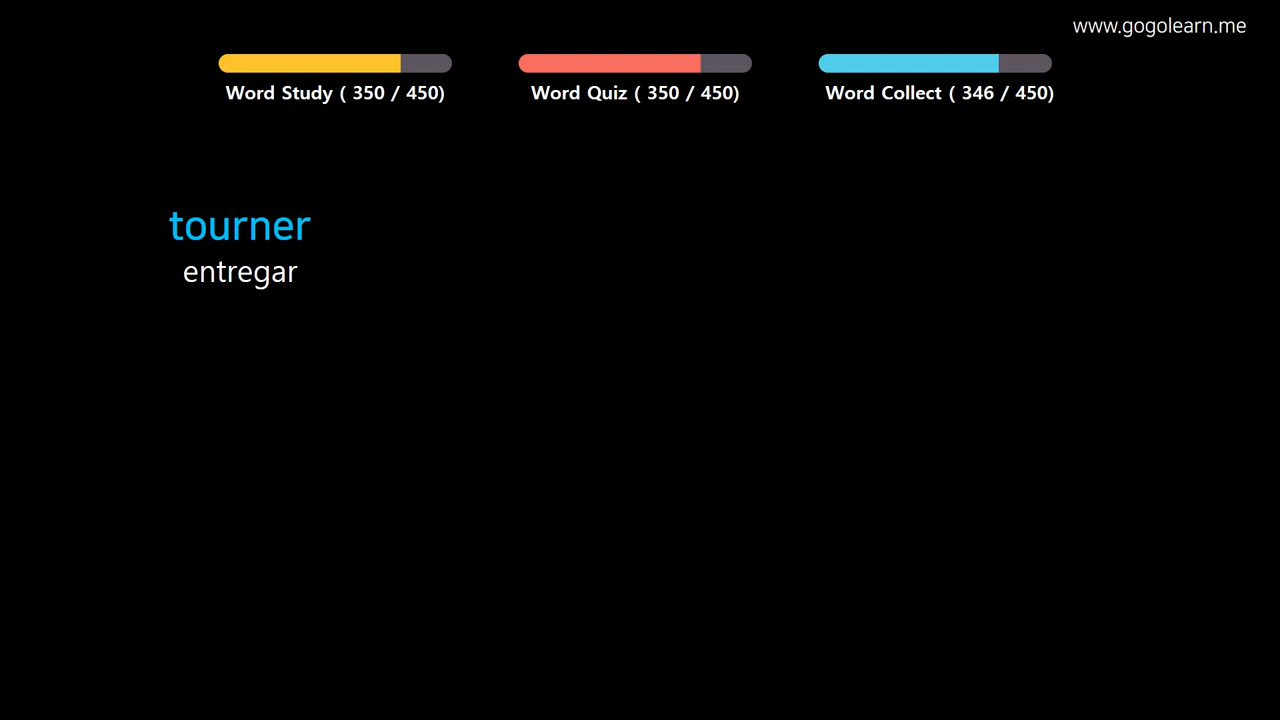 www.gogolearn.me
Word Study ( 350 / 450)
Word Quiz ( 350 / 450)
Word Collect ( 346 / 450)
tourner
entregar